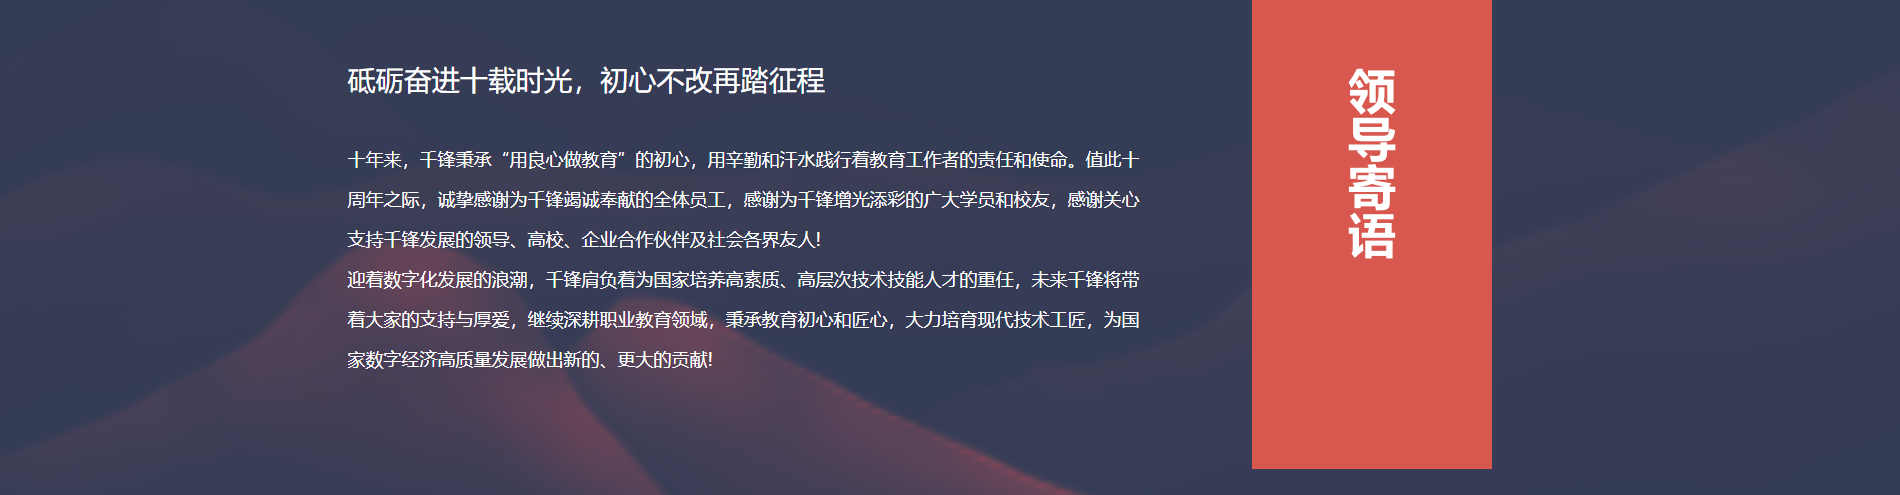 砥砺奋进十载时光，初心不改再踏征程
十年来，千锋秉承“用良心做教育”的初心，用辛勤和汗水践行着教育工作者的责任和使命。值此十
周年之际，诚挚感谢为千锋竭诚奉献的全体员工，感谢为千锋增光添彩的广大学员和校友，感谢关心
支持千锋发展的领导、高校、企业合作伙伴及社会各界友人!
迎着数字化发展的浪潮，千锋肩负着为国家培养高素质、高层次技术技能人才的重任，未来千锋将带
着大家的支持与厚爱，继续深耕职业教育领域，秉承教育初心和匠心，大力培育现代技术工匠，为国
家数字经济高质量发展做出新的、更大的贡献!
领导寄语